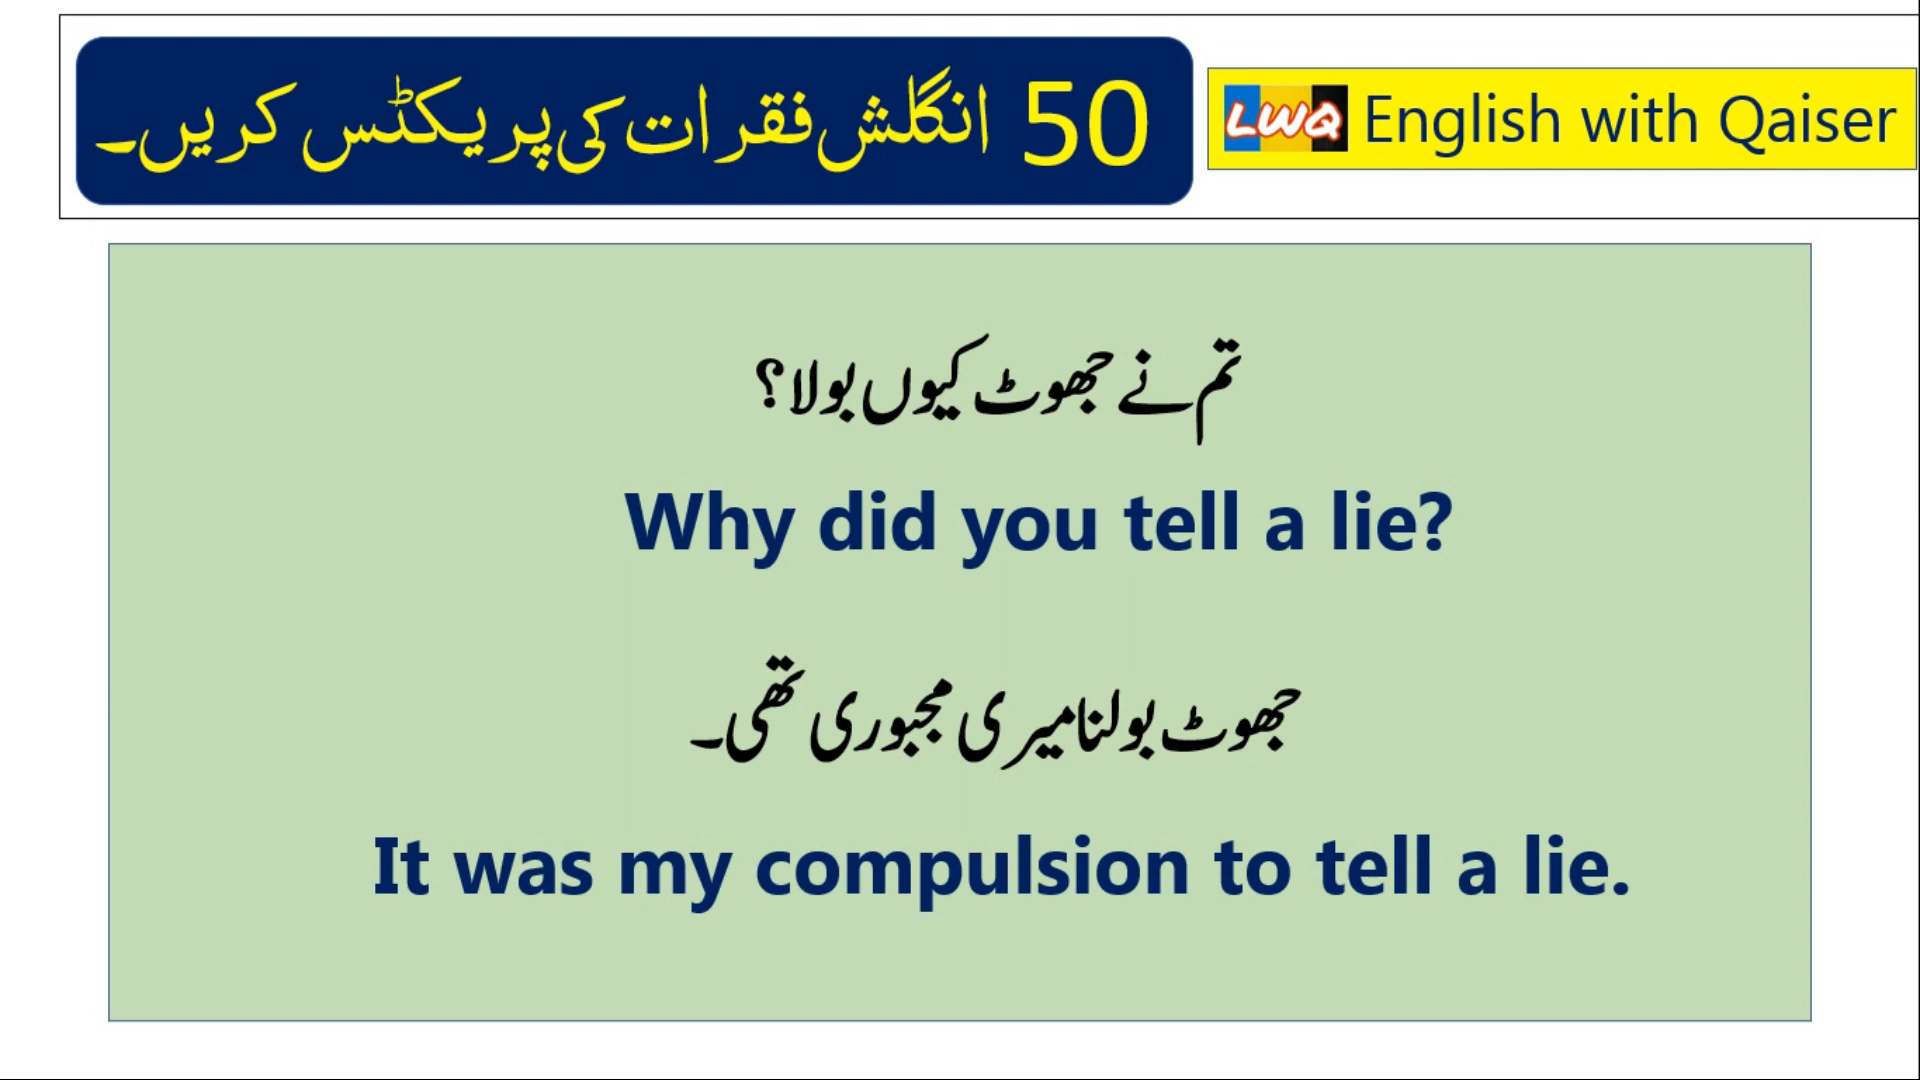 50 انگلش فقرات کی پریکٹس کریں۔
LWQ English with Qaiser
تم نے جھوٹ کیوں بولا؟
Why did you tell a lie?
جھوٹ بولنا میری مجبوری تھی۔
It was my compulsion to tell a lie.